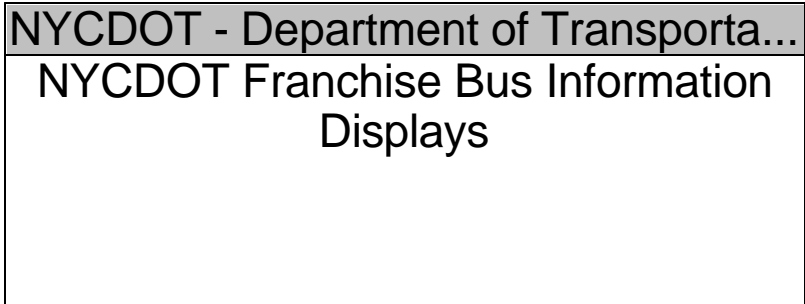 NYCDOT - Department of Transporta...
NYCDOT Franchise Bus Information
Displays